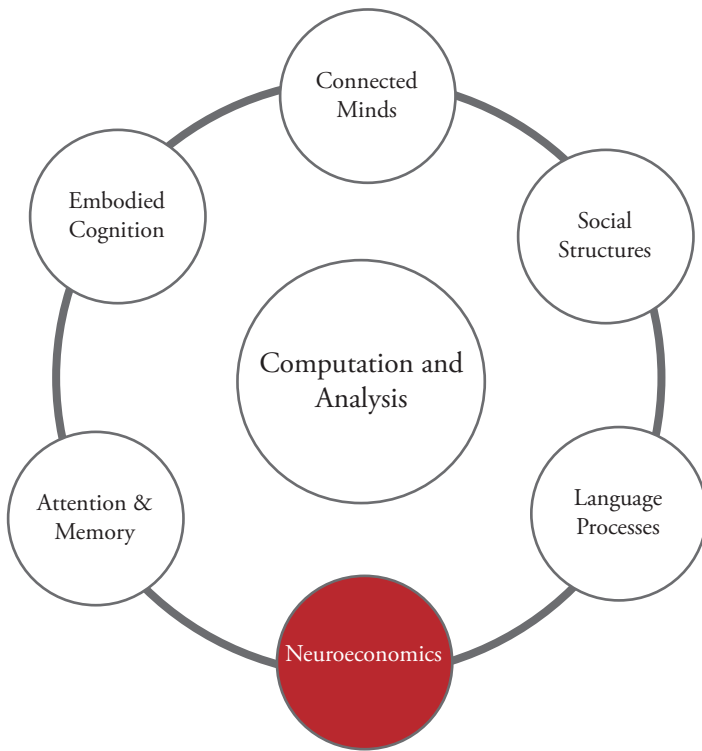 Connected
Minds
Embodied
Cognition
Social
Structures
Computation and
Analysis
Attention &
Memory
Language
Processes
Neuroeconomics